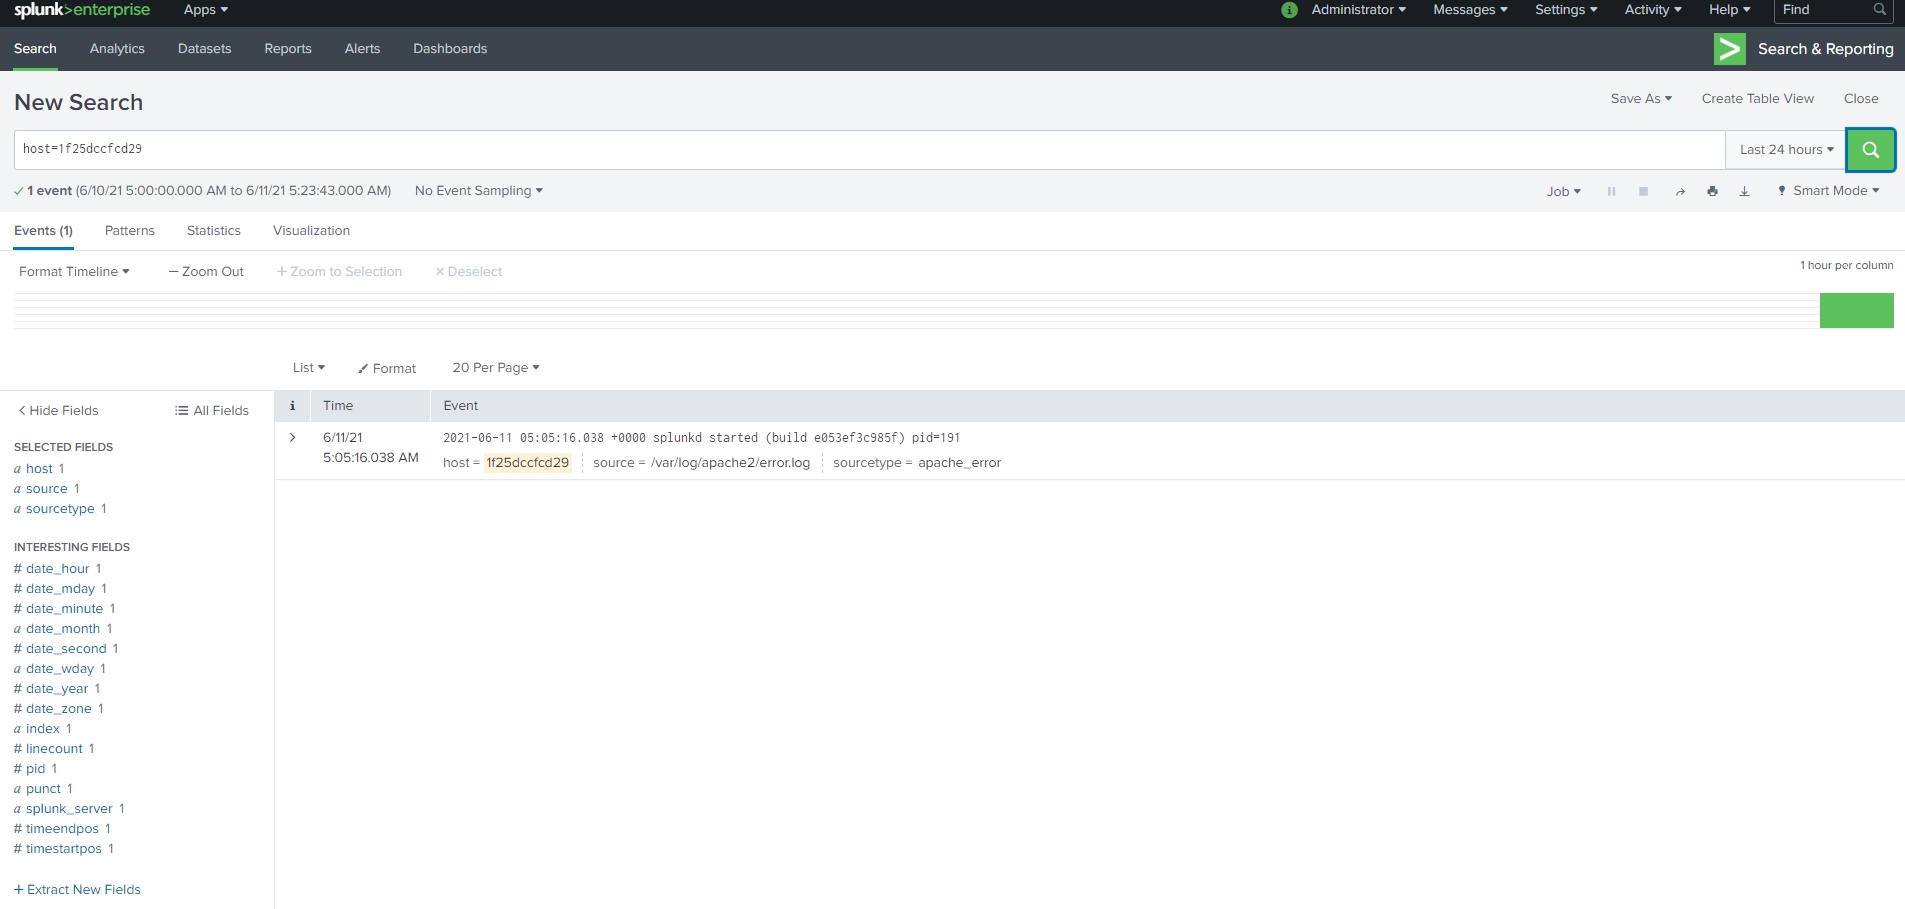 splunk>enterprise Apps Administrator Messages Settings Activity Help Find
Search Analytics Datasets Reports Alerts Dashboards Search & Reporting
New Search Save As Create Table View Close
host=1f25dccfcd29 Last 24 hours
1 event (6/10/21 5:00:00.000 AM to 6/11/21 5:23:43.000 AM) No Event Sampling Job Smart Mode
Events (1) Patterns Statistics Visualization
Format Timeline — Zoom Out + Zoom to Selection × Deselect 1 hour per column
List Format 20 Per Page
< Hide Fields All Fields i Time Event
SELECTED FIELDS
a host 1
a source 1
a sourcetype 1
6/11/21 2021-06-11 05:05:16.038 +0000 splunkd started (build e053ef3c985f) pid=191
5:05:16.038 AM host = 1f25dccfcd29 source = /var/log/apache2/error.log sourcetype = apache_error
INTERESTING FIELDS
# date_hour 1
# date_mday 1
# date_minute 1
a date_month 1
# date_second 1
a date_wday 1
# date_year 1
# date_zone 1
a index 1
# linecount 1
# pid 1
a punct 1
a splunk_server 1
# timeendpos 1
# timestartpos 1
+ Extract New Fields